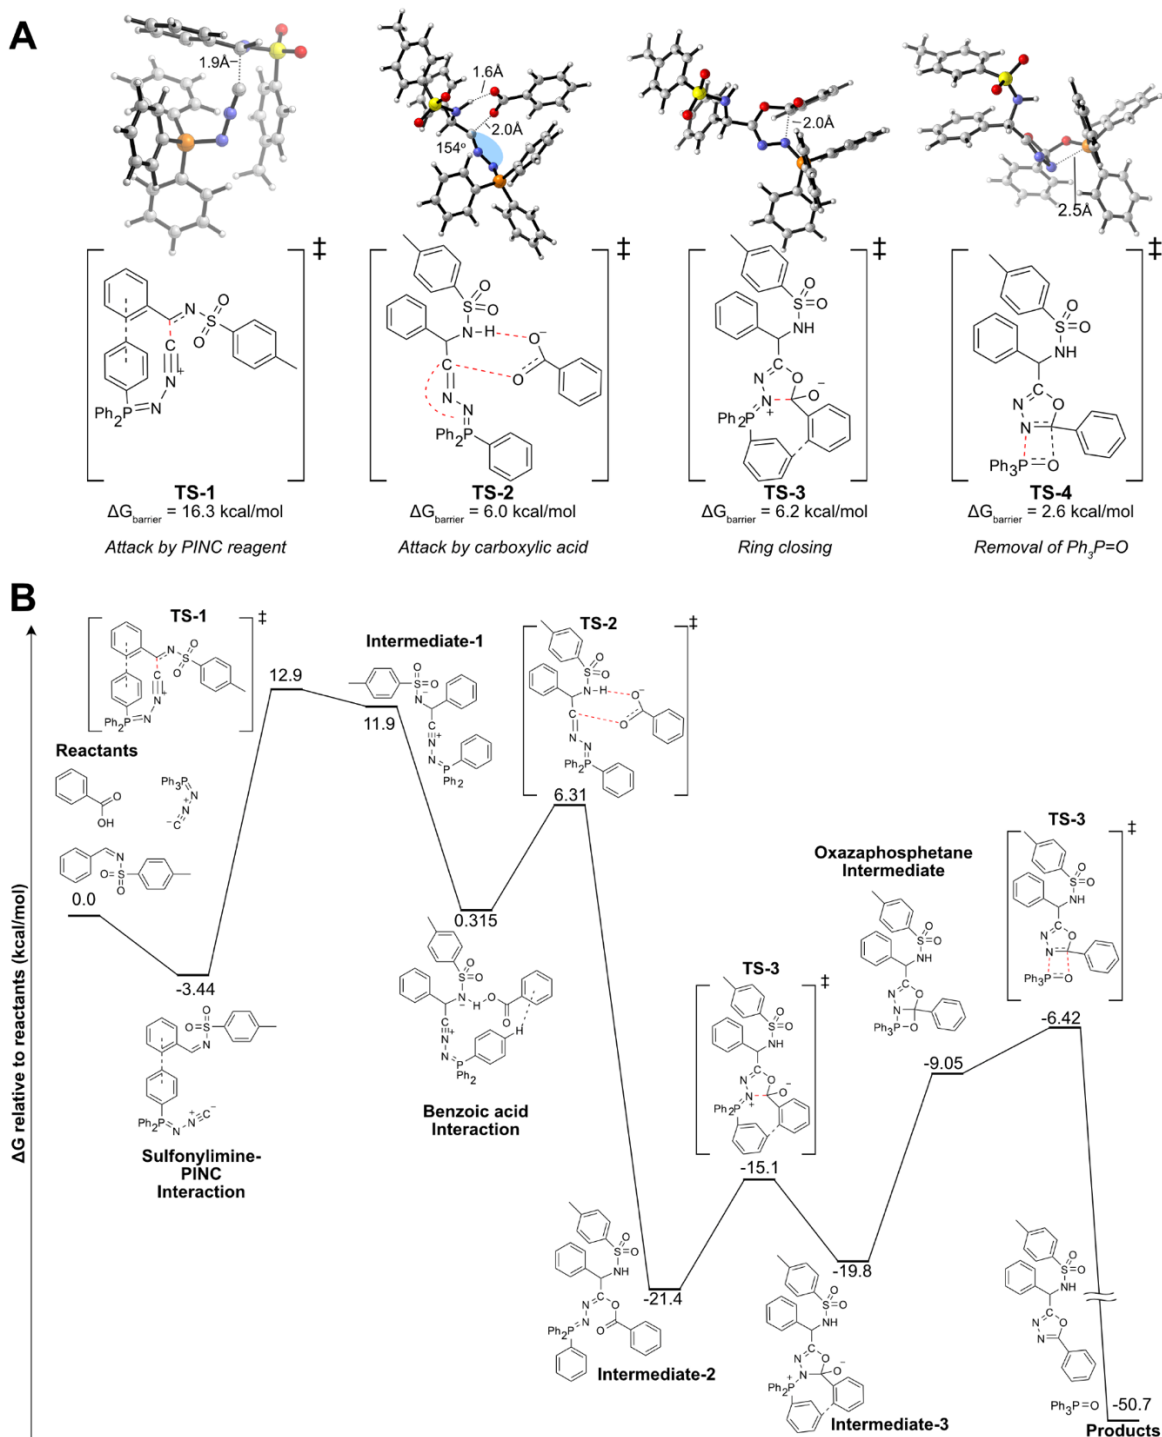 A
1.9Å
1.6Å
2.0Å
154°
2.0Å
2.5Å
TS-1
ΔGbarrier = 16.3 kcal/mol
Attack by PINC reagent
TS-2
ΔGbarrier = 6.0 kcal/mol
Attack by carboxylic acid
TS-3
ΔGbarrier = 6.2 kcal/mol
Ring closing
TS-4
ΔGbarrier = 2.6 kcal/mol
Removal of Ph3P=O
B
ΔG relative to reactants (kcal/mol)
TS-1
Reactants
0.0
-3.44
Sulfonylimine-
PINC
Interaction
12.9
Intermediate-1
11.9
0.315
Benzoic acid
Interaction
TS-2
6.31
-21.4
Intermediate-2
TS-3
-15.1
-19.8
Intermediate-3
Oxazaphosphetane
Intermediate
-9.05
TS-3
-6.42
Ph3P=O
-50.7
Products